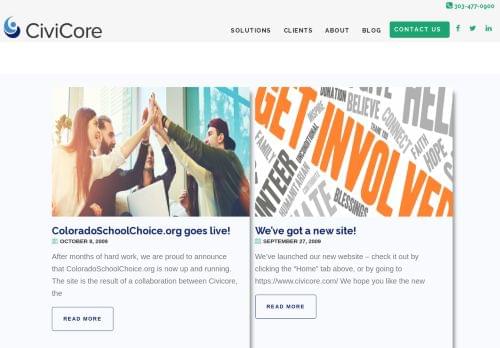 303-477-0900
CiviCore
SOLUTIONS CLIENTS ABOUT BLOG CONTACT US
DONATION
HELP
INSPIRE
BELIEVE
GET INVOLVED
CONNECT
UNCONDITIONAL
THANK YOU
FAITH
HOPE
FAMILY
HUMANITARIAN
VOLUNTEER
BLESSINGS
ColoradoSchoolChoice.org goes live!
OCTOBER 8, 2009
After months of hard work, we are proud to announce
that ColoradoSchoolChoice.org is now up and running.
The site is the result of a collaboration between Civicore,
the
READ MORE
We've got a new site!
SEPTEMBER 27, 2009
We've launched our new website – check it out by
clicking the "Home" tab above, or by going to
https://www.civicore.com/ We hope you like the new
READ MORE